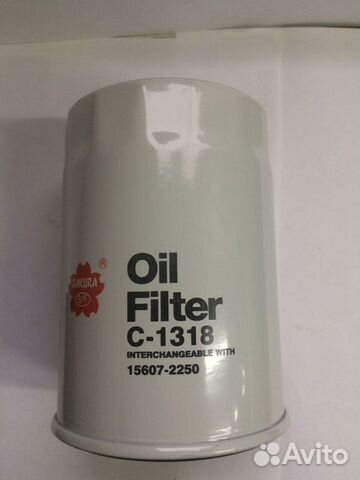 Oil
Filter
C-1318
INTERCHANGEABLE WITH
15607-2250
SAKURA
S/F
®
Avito